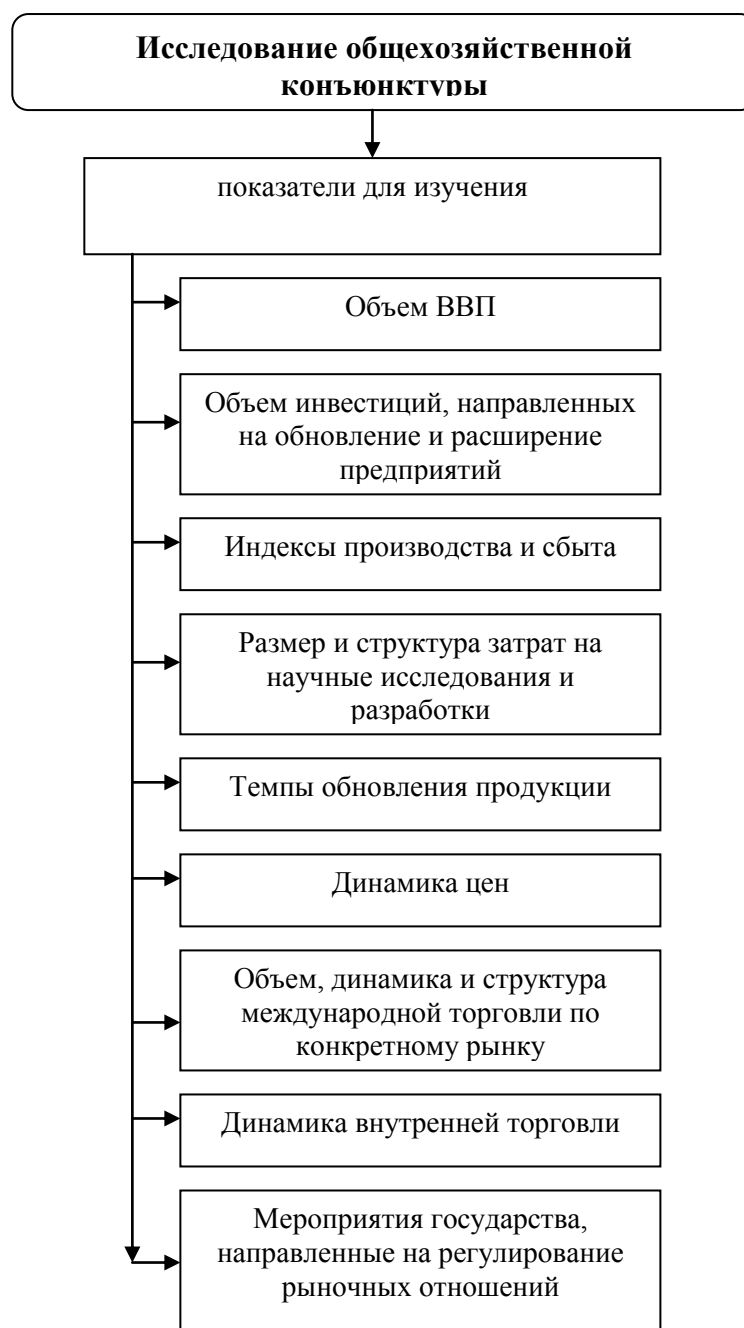 Исследование общехозяйственной
конъюнктуры
показатели для изучения
Объем ВВП
Объем инвестиций, направленных
на обновление и расширение
предприятий
Индексы производства и сбыта
Размер и структура затрат на
научные исследования и
разработки
Темпы обновления продукции
Динамика цен
Объем, динамика и структура
международной торговли по
конкретному рынку
Динамика внутренней торговли
Мероприятия государства,
направленные на регулирование
рыночных отношений